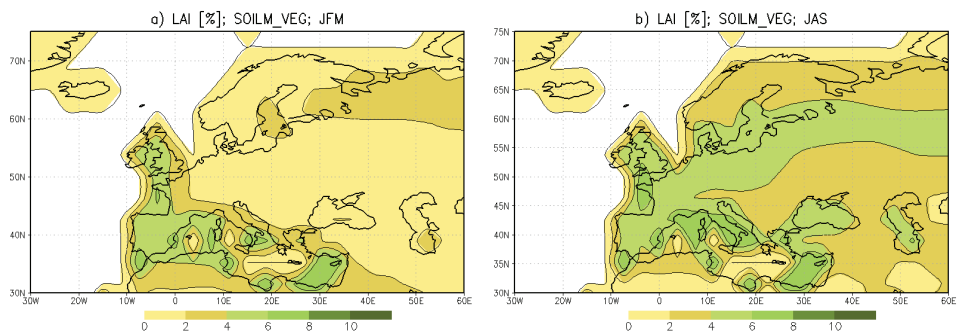 a) LAI [%]; SOILM_VEG; JFM
70N
60N
50N
40N
30N
30W 20W 10W 0 10E 20E 30E 40E 50E 60E
0 2 4 6 8 10
b) LAI [%]; SOILM_VEG; JAS
75N
70N
65N
60N
55N
50N
45N
40N
35N
30N
30W 20W 10W 0 10E 20E 30E 40E 50E 60E
0 2 4 6 8 10